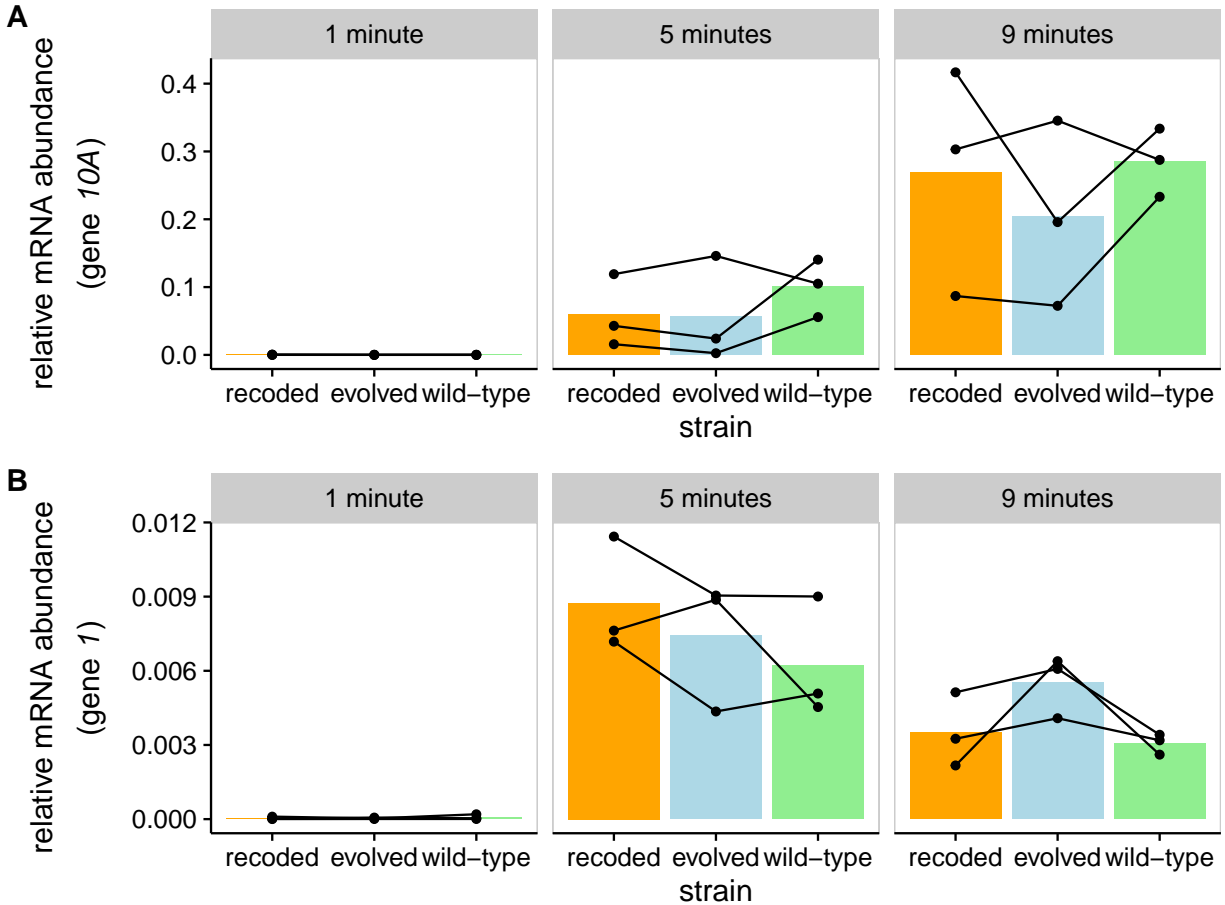 A
1 minute 5 minutes 9 minutes
relative mRNA abundance
(gene 10A)
0.4
0.3
0.2
0.1
0.0
recoded evolved wild−type recoded evolved wild−type recoded evolved wild−type
strain
B
1 minute 5 minutes 9 minutes
relative mRNA abundance
(gene 1)
0.012
0.009
0.006
0.003
0.000
recoded evolved wild−type recoded evolved wild−type recoded evolved wild−type
strain